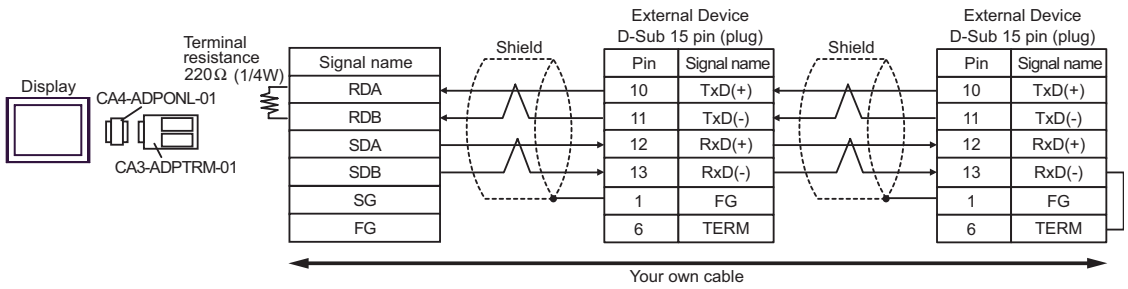 Display
CA4-ADPONL-01
CA3-ADPTRM-01
Terminal
resistance
220Ω (1/4W)
Signal name
RDA
RDB
SDA
SDB
SG
FG
Shield
External Device
D-Sub 15 pin (plug)
Pin Signal name
10 TxD(+)
11 TxD(-)
12 RxD(+)
13 RxD(-)
1 FG
6 TERM
Shield
External Device
D-Sub 15 pin (plug)
Pin Signal name
10 TxD(+)
11 TxD(-)
12 RxD(+)
13 RxD(-)
1 FG
6 TERM
Your own cable